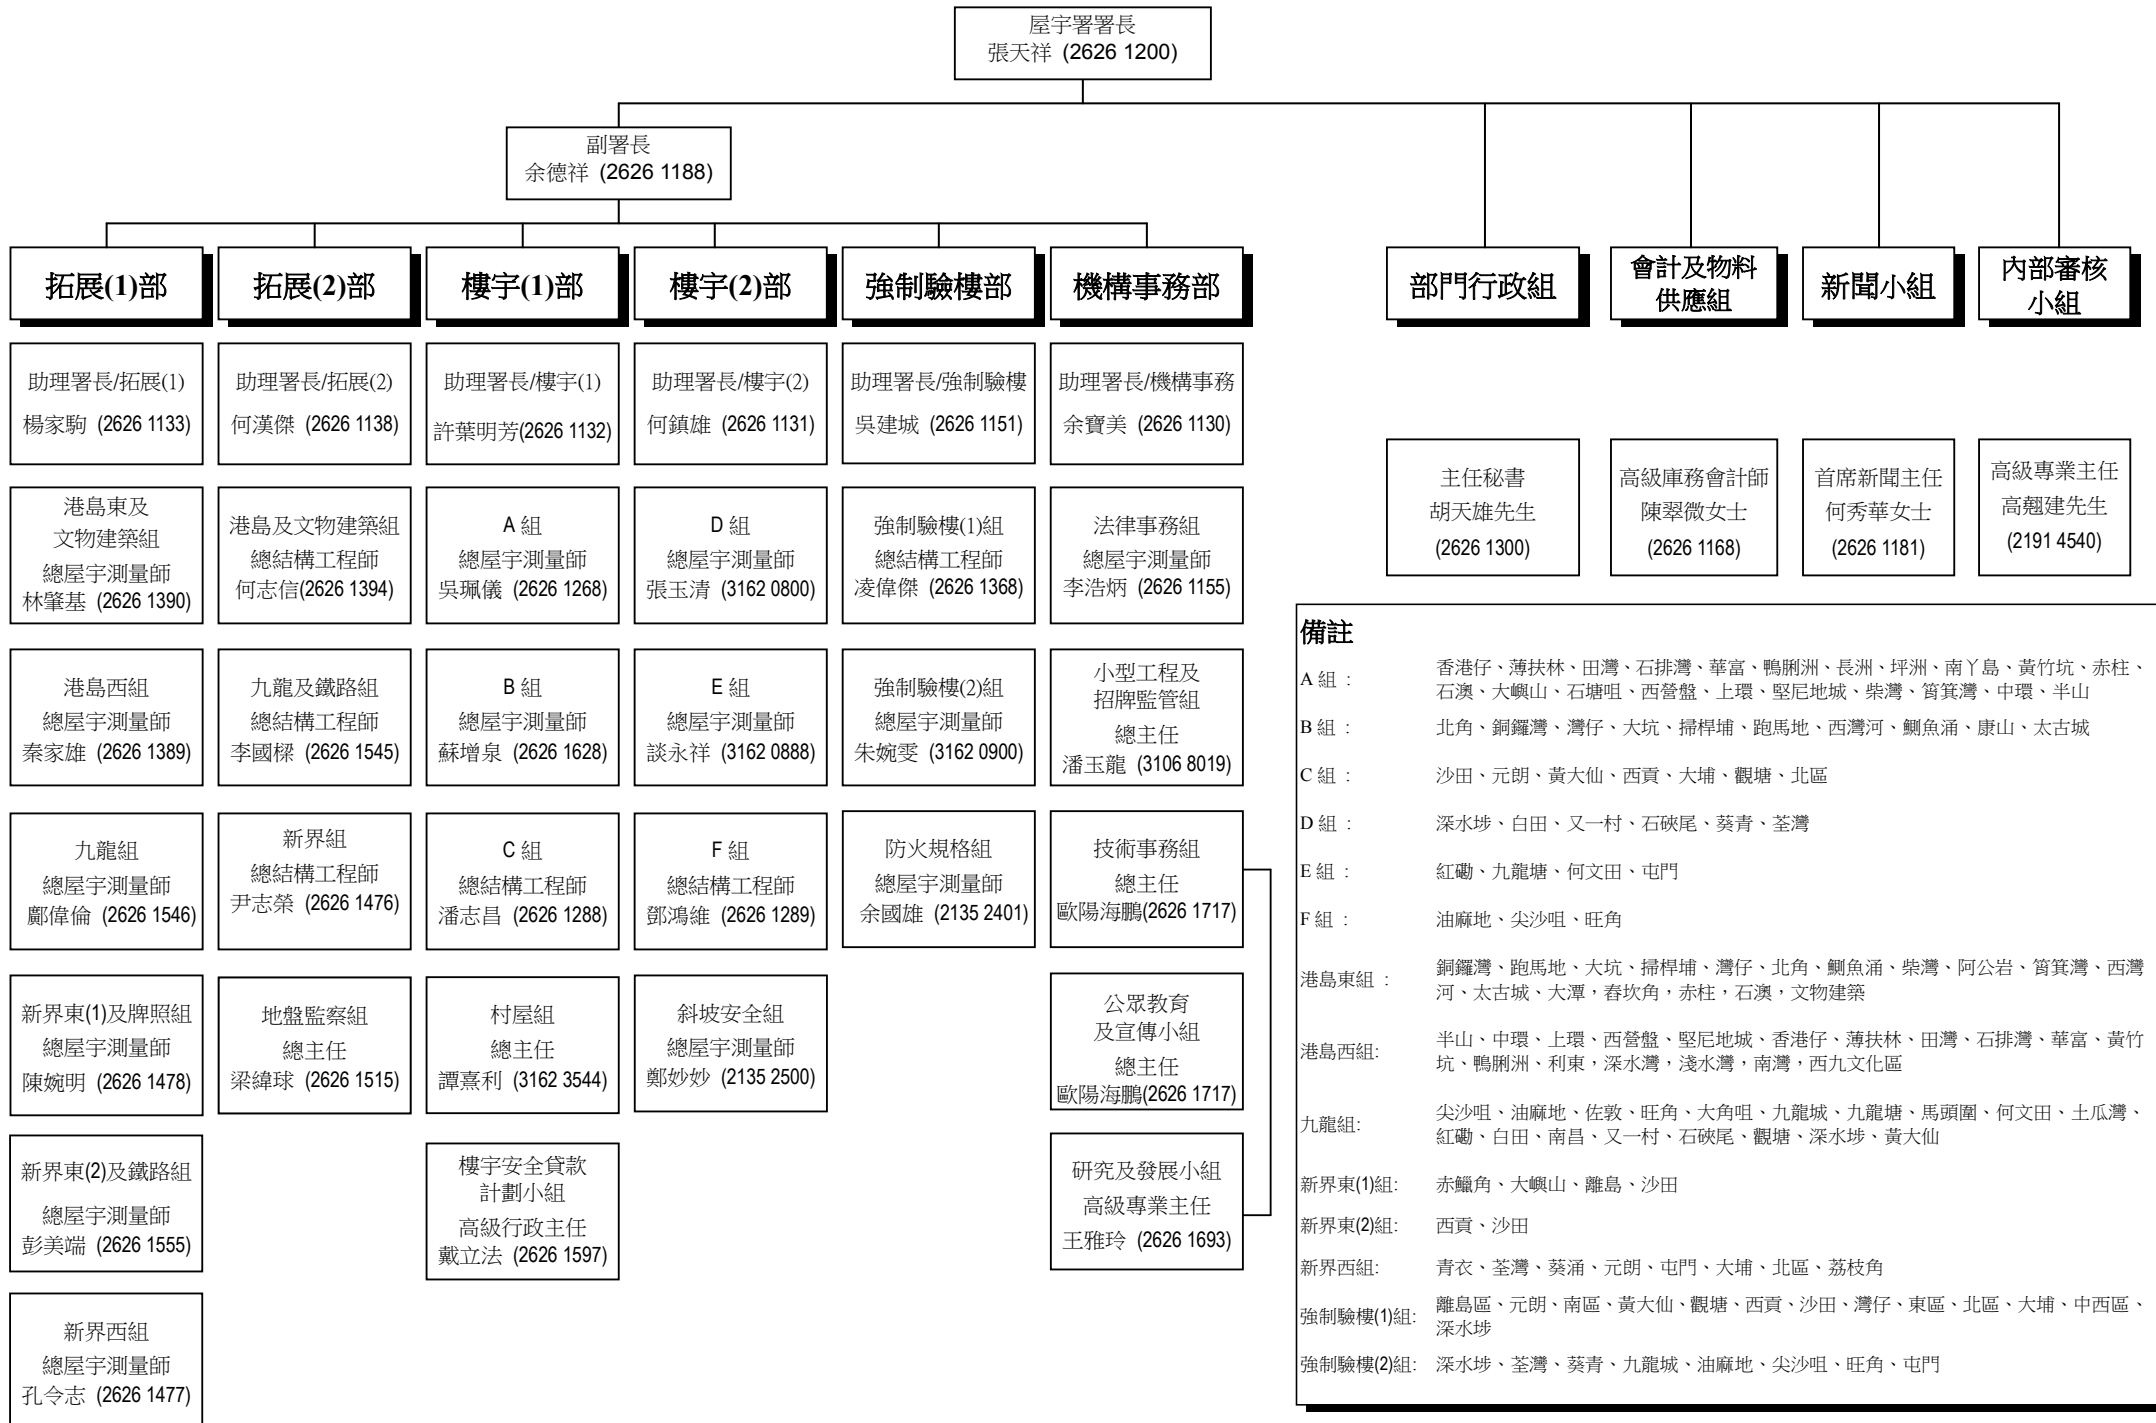 屋宇署署長
張天祥 (2626 1200)
副署長
余德祥 (2626 1188)
拓展(1)部
拓展(2)部
樓宇(1)部
樓宇(2)部
強制驗樓部
機構事務部
部門行政組
會計及物料
供應組
新聞小組
內部審核
小組
助理署長/拓展(1)
楊家駒 (2626 1133)
助理署長/拓展(2)
何漢傑 (2626 1138)
助理署長/樓宇(1)
許葉明芳(2626 1132)
助理署長/樓宇(2)
何鎮雄 (2626 1131)
助理署長/強制驗樓
吳建城 (2626 1151)
助理署長/機構事務
余寶美 (2626 1130)
主任秘書
胡天雄先生
(2626 1300)
高級庫務會計師
陳翠微女士
(2626 1168)
首席新聞主任
何秀華女士
(2626 1181)
高級專業主任
高翹建先生
(2191 4540)
港島東及
文物建築組
總屋宇測量師
林肇基 (2626 1390)
港島及文物建築組
總結構工程師
何志信(2626 1394)
A 組
總屋宇測量師
吳珮儀 (2626 1268)
D 組
總屋宇測量師
張玉清 (3162 0800)
強制驗樓(1)組
總結構工程師
凌偉傑 (2626 1368)
法律事務組
總屋宇測量師
李浩炳 (2626 1155)
港島西組
總屋宇測量師
秦家雄 (2626 1389)
九龍及鐵路組
總結構工程師
李國樑 (2626 1545)
B 組
總屋宇測量師
蘇增泉 (2626 1628)
E 組
總屋宇測量師
談永祥 (3162 0888)
強制驗樓(2)組
總屋宇測量師
朱婉雯 (3162 0900)
小型工程及
招牌監管組
總主任
潘玉龍 (3106 8019)
九龍組
總屋宇測量師
鄺偉倫 (2626 1546)
新界組
總結構工程師
尹志榮 (2626 1476)
C 組
總結構工程師
潘志昌 (2626 1288)
F 組
總結構工程師
鄧鴻維 (2626 1289)
防火規格組
總屋宇測量師
余國雄 (2135 2401)
技術事務組
總主任
歐陽海鵬(2626 1717)
新界東(1)及牌照組
總屋宇測量師
陳婉明 (2626 1478)
地盤監察組
總主任
梁緯球 (2626 1515)
村屋組
總主任
譚熹利 (3162 3544)
斜坡安全組
總屋宇測量師
鄭妙妙 (2135 2500)
公眾教育
及宣傳小組
總主任
歐陽海鵬(2626 1717)
新界東(2)及鐵路組
總屋宇測量師
彭美端 (2626 1555)
樓宇安全貸款
計劃小組
高級行政主任
戴立法 (2626 1597)
研究及發展小組
高級專業主任
王雅玲 (2626 1693)
新界西組
總屋宇測量師
孔令志 (2626 1477)
備註
A 組 : 香港仔、薄扶林、田灣、石排灣、華富、鴨脷洲、長洲、坪洲、南丫島、黃竹坑、赤柱、
石澳、大嶼山、石塘咀、西營盤、上環、堅尼地城、柴灣、筲箕灣、中環、半山
B 組 : 北角、銅鑼灣、灣仔、大坑、掃桿埔、跑馬地、西灣河、鰂魚涌、康山、太古城
C 組 : 沙田、元朗、黃大仙、西貢、大埔、觀塘、北區
D 組 : 深水埗、白田、又一村、石硤尾、葵青、荃灣
E 組 : 紅磡、九龍塘、何文田、屯門
F 組 : 油麻地、尖沙咀、旺角
港島東組 : 銅鑼灣、跑馬地、大坑、掃桿埔、灣仔、北角、鰂魚涌、柴灣、阿公岩、筲箕灣、西灣
河、太古城、大潭，舂坎角，赤柱，石澳，文物建築
港島西組: 半山、中環、上環、西營盤、堅尼地城、香港仔、薄扶林、田灣、石排灣、華富、黃竹
坑、鴨脷洲、利東，深水灣，淺水灣，南灣，西九文化區
九龍組: 尖沙咀、油麻地、佐敦、旺角、大角咀、九龍城、九龍塘、馬頭圍、何文田、土瓜灣、
紅磡、白田、南昌、又一村、石硤尾、觀塘、深水埗、黃大仙
新界東(1)組: 赤鱲角、大嶼山、離島、沙田
新界東(2)組: 西貢、沙田
新界西組: 青衣、荃灣、葵涌、元朗、屯門、大埔、北區、荔枝角
強制驗樓(1)組: 離島區、元朗、南區、黃大仙、觀塘、西貢、沙田、灣仔、東區、北區、大埔、中西區、
深水埗
強制驗樓(2)組: 深水埗、荃灣、葵青、九龍城、油麻地、尖沙咀、旺角、屯門